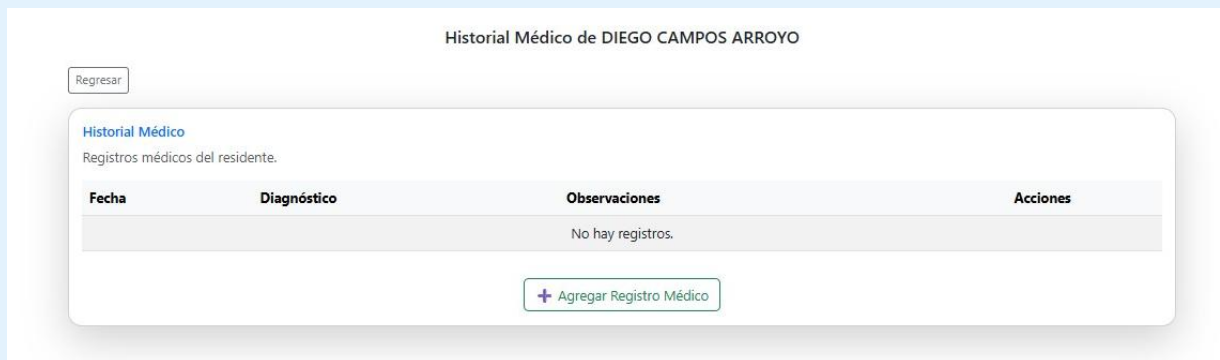 Historial Médico de DIEGO CAMPOS ARROYO
Regresar
Historial Médico
Registros médicos del residente.
Fecha Diagnóstico Observaciones Acciones
No hay registros.
Agregar Registro Médico